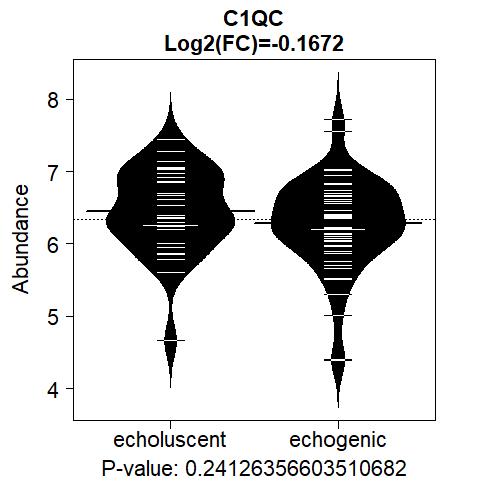 C1QC
Log2(FC)=-0.1672
Abundance
8
7
6
5
4
echoluscent echogenic
P-value: 0.24126356603510682